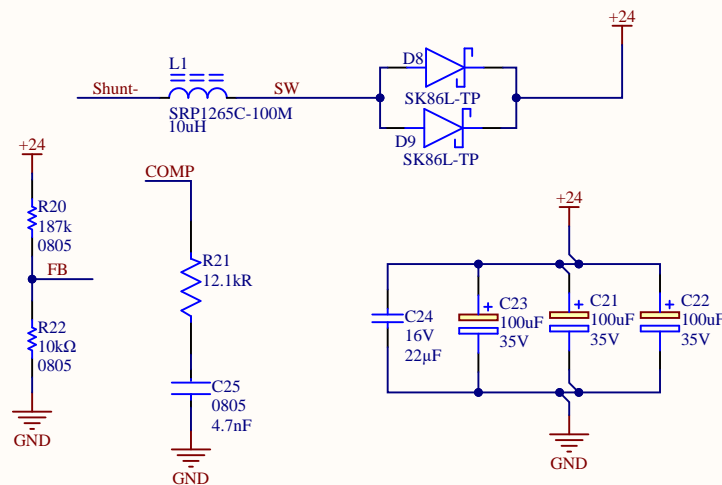 +24
L1
D8
Shunt-
SW
SK86L-TP
SRP1265C-100M
10uH
D9
SK86L-TP
+24
COMP
R20
187k
0805
FB
R21
12.1kR
R22
10kΩ
0805
GND
C25
0805
4.7nF
GND
+24
C24
16V
22µF
+
C23
100uF
35V
+
C21
100uF
35V
+
C22
100uF
35V
GND